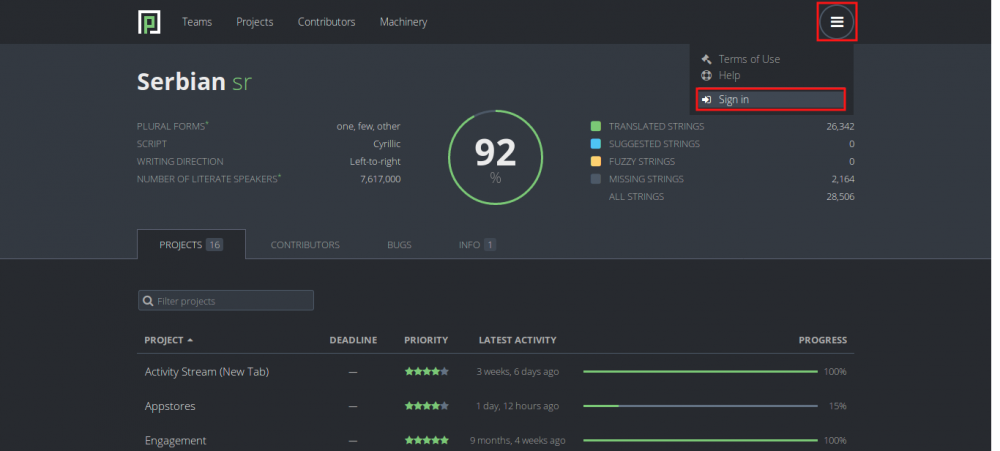 Teams Projects Contributors Machinery
Terms of Use
Help
Sign in
Serbian sr
PLURAL FORMS* one, few, other
SCRIPT Cyrillic
WRITING DIRECTION Left-to-right
NUMBER OF LITERATE SPEAKERS* 7,617,000
92
%
TRANSLATED STRINGS 26,342
SUGGESTED STRINGS 0
FUZZY STRINGS 0
MISSING STRINGS 2,164
ALL STRINGS 28,506
PROJECTS 16 CONTRIBUTORS BUGS INFO 1
Filter projects
PROJECT DEADLINE PRIORITY LATEST ACTIVITY PROGRESS
Activity Stream (New Tab) — 3 weeks, 6 days ago 100%
Appstores — 1 day, 12 hours ago 15%
Engagement — 9 months, 4 weeks ago 100%